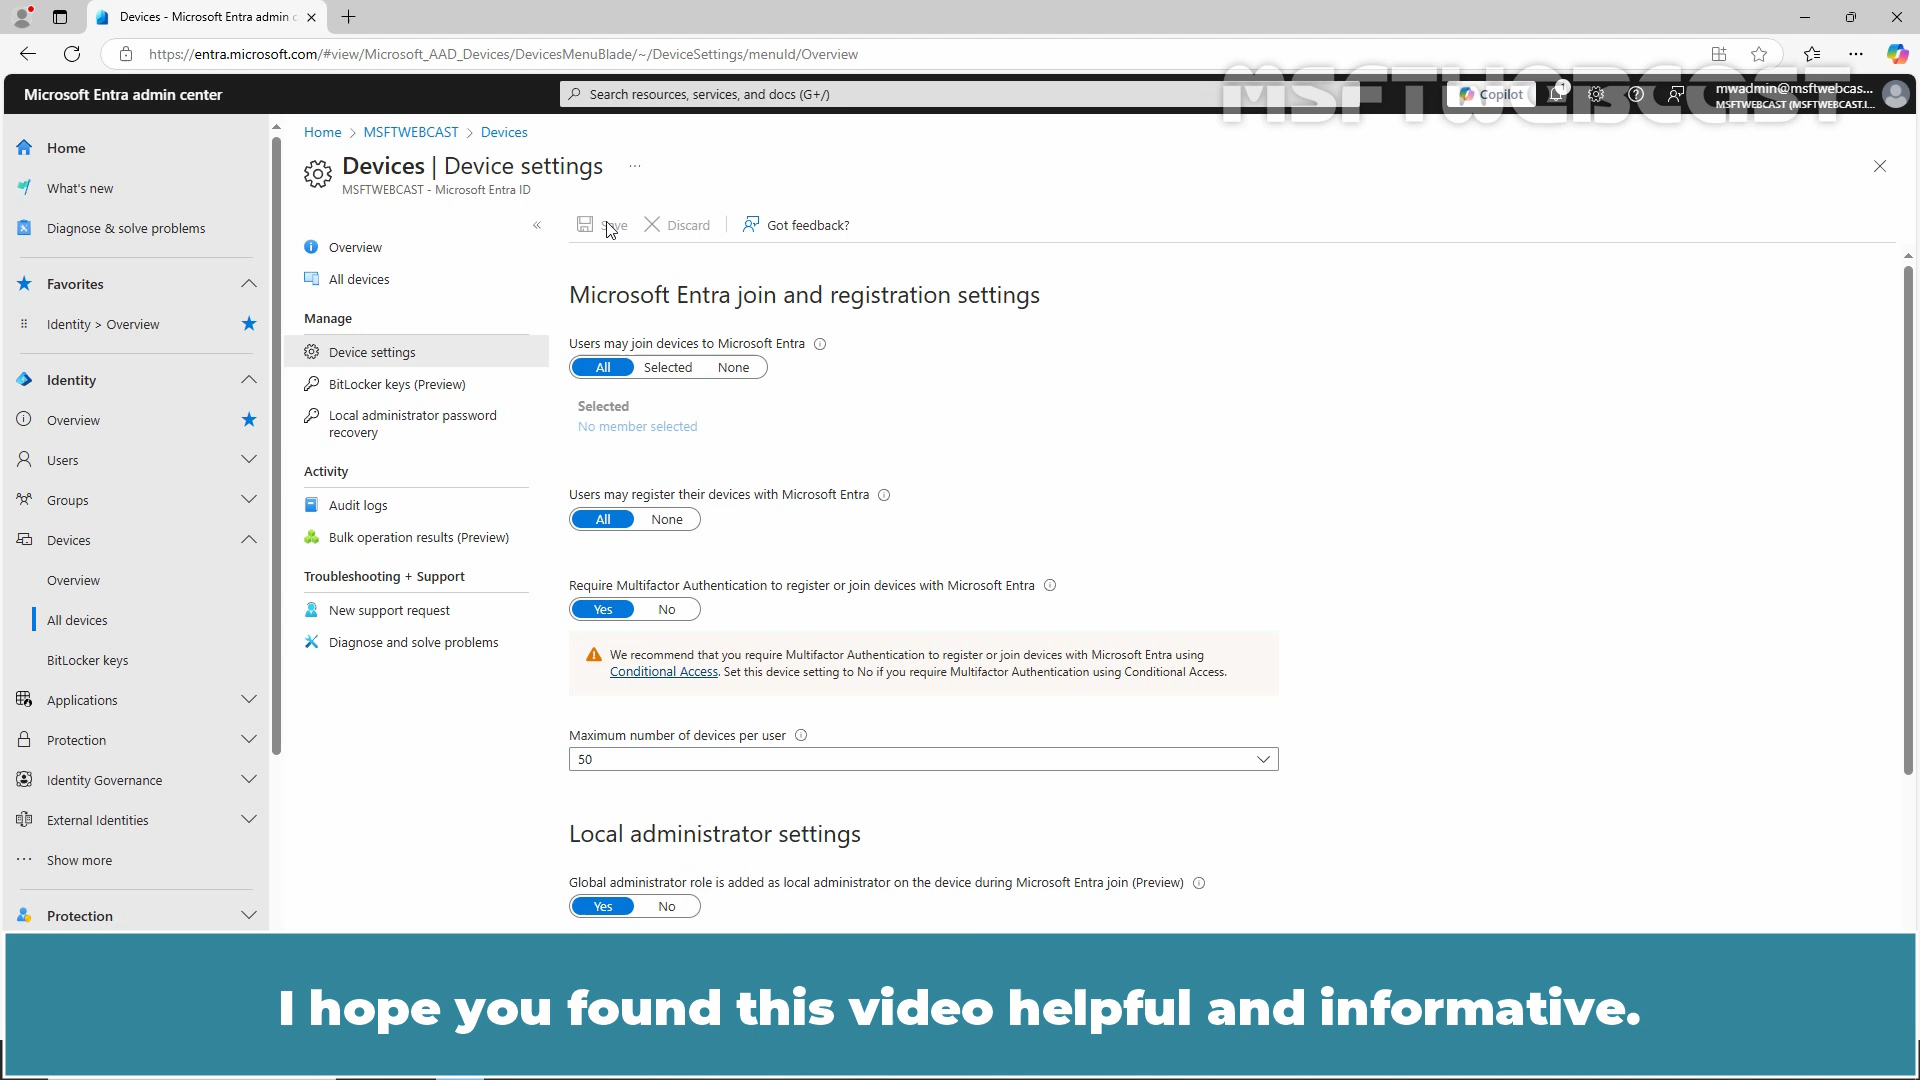 Devices - Microsoft Entra admin c
https://entra.microsoft.com/#view/Microsoft_AAD_Devices/DevicesMenuBlade/~/DeviceSettings/menuId/Overview
Microsoft Entra admin center
Search resources, services, and docs (G+/)
Copilot
1
mwadmin@msftwebcas...
MSFTWEBCAST (MSFTWEBCAST.I...
MSFTWEBCAST
Home
What's new
Diagnose & solve problems
Favorites
Identity > Overview
Identity
Overview
Users
Groups
Devices
Overview
All devices
BitLocker keys
Applications
Protection
Identity Governance
External Identities
Show more
Protection
Home > MSFTWEBCAST > Devices
Devices | Device settings
MSFTWEBCAST - Microsoft Entra ID
Overview
All devices
Manage
Device settings
BitLocker keys (Preview)
Local administrator password
recovery
Activity
Audit logs
Bulk operation results (Preview)
Troubleshooting + Support
New support request
Diagnose and solve problems
Save
Discard
Got feedback?
Microsoft Entra join and registration settings
Users may join devices to Microsoft Entra
All Selected None
Selected
No member selected
Users may register their devices with Microsoft Entra
All None
Require Multifactor Authentication to register or join devices with Microsoft Entra
Yes No
We recommend that you require Multifactor Authentication to register or join devices with Microsoft Entra using
Conditional Access. Set this device setting to No if you require Multifactor Authentication using Conditional Access.
Maximum number of devices per user
50
Local administrator settings
Global administrator role is added as local administrator on the device during Microsoft Entra join (Preview)
Yes No
I hope you found this video helpful and informative.